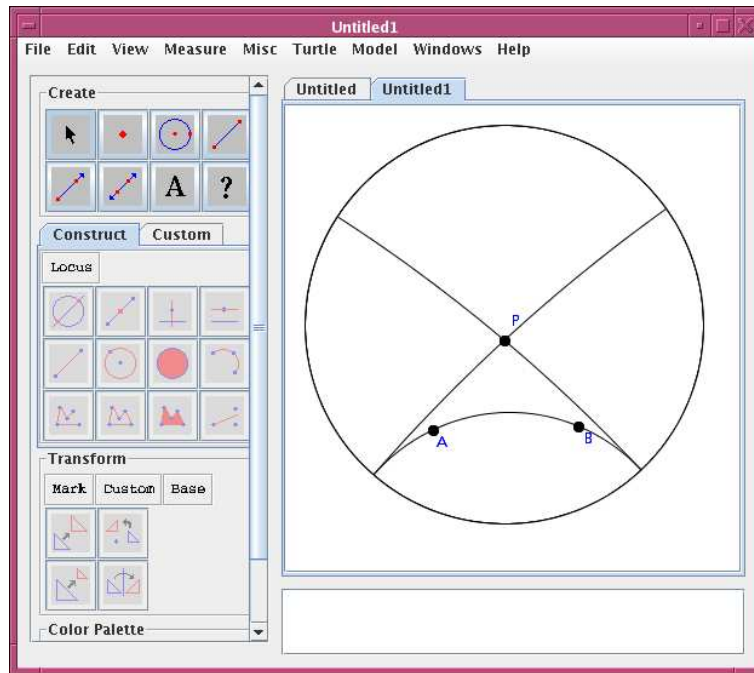 Untitled1
File Edit View Measure Misc Turtle Model Windows Help
Create
A ?
Construct Custom
Locus
Transform
Mark Custom Base
Color Palette
Untitled Untitled1
P
A
B